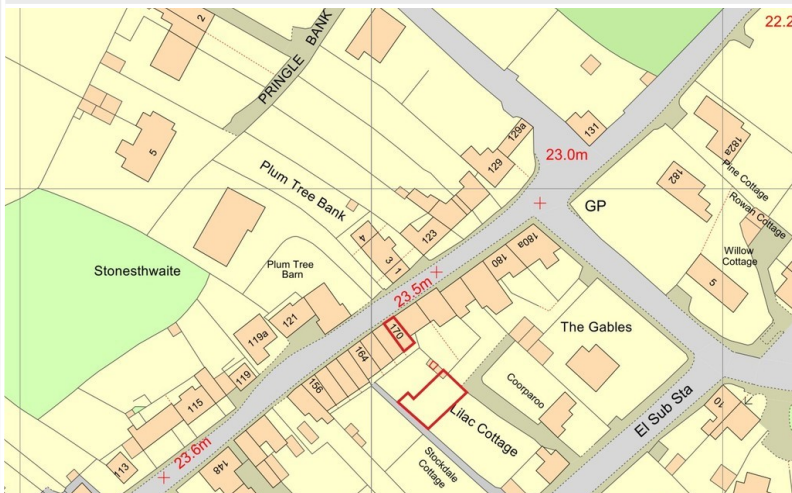 22.2
2
PRINGLE BANK
129a
131
5
129
23.0m
182a
Pine Cottage
182
Rowan Cottage
Plum Tree Bank
GP
4
3
1
123
180a
180
Willow
Cottage
Stonesthwaite
Plum Tree
Barn
23.5m
5
121
119a
170
164
The Gables
119
156
Coorparoo
115
Lilac Cottage
El Sub Sta
10
23.6m
113
148
Stockdale
Cottage